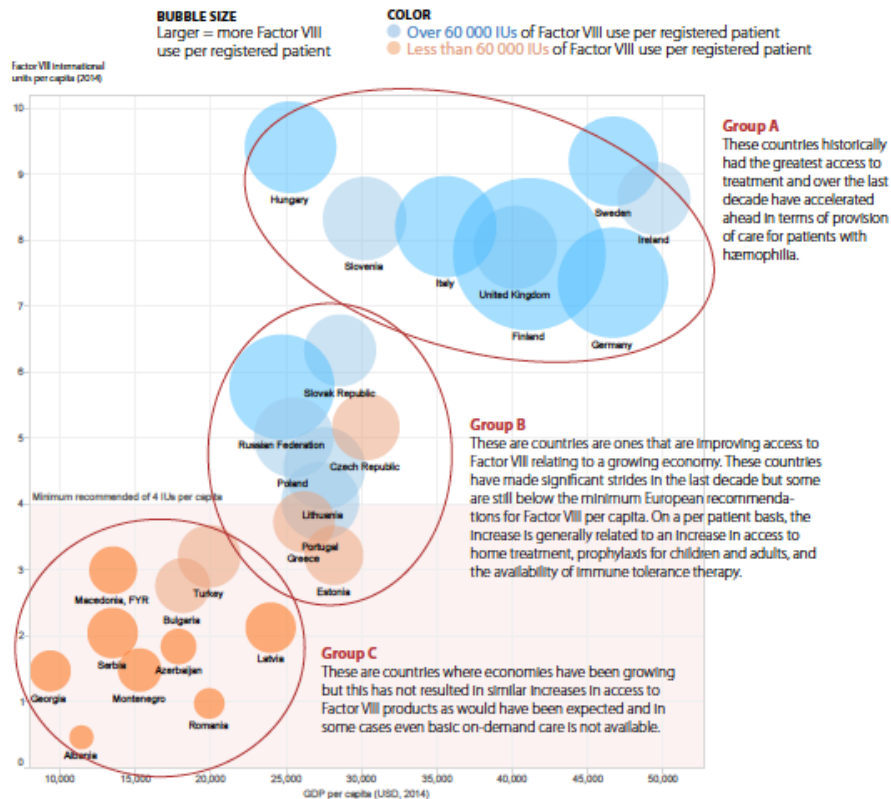 BUBBLE SIZE
Larger = more Factor VIII
use per registered patient
COLOR
Over 60 000 IUs of Factor VIII use per registered patient
Less than 60 000 IUs of Factor VIII use per registered patient
Factor VIII international
units per capita (2014)
10
9
8
7
6
5
4
3
2
1
0
Hungary
Slovenia
Italy
United Kingdom
Finland
Sweden
Ireland
Germany
Group A
These countries historically
had the greatest access to
treatment and over the last
decade have accelerated
ahead in terms of provision
of care for patients with
hæmophilia.
Slovak Republic
Russian Federation
Czech Republic
Poland
Minimum recommended of 4 IUs per capita
Lithuania
Portugal
Greece
Estonia
Group B
These are countries are ones that are improving access to
Factor VIII relating to a growing economy. These countries
have made significant strides in the last decade but some
are still below the minimum European recommenda-
tions for Factor VIII per capita. On a per patient basis, the
increase is generally related to an increase in access to
home treatment, prophylaxis for children and adults, and
the availability of immune tolerance therapy.
Macedonia, FYR
Turkey
Bulgaria
Serbia
Azerbaijan
Latvia
Georgia
Montenegro
Romania
Albania
Group C
These are countries where economies have been growing
but this has not resulted in similar increases in access to
Factor VIII products as would have been expected and in
some cases even basic on-demand care is not available.
10,000
15,000
20,000
25,000
30,000
35,000
40,000
45,000
50,000
GDP per capita (USD, 2014)